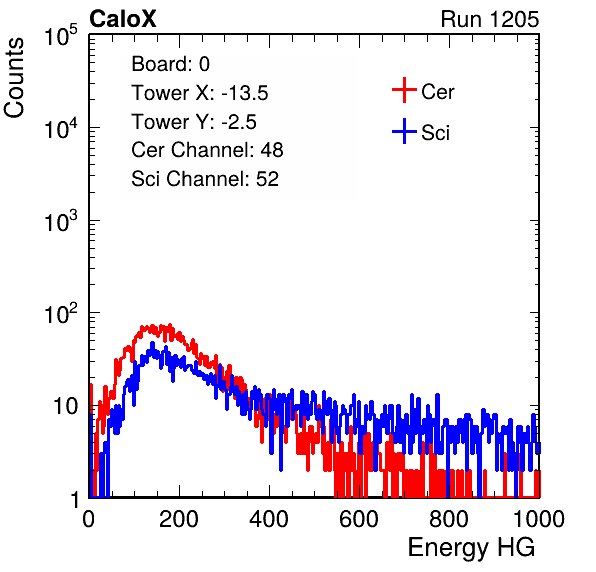 CaloX Run 1205
Counts
10^5
10^4
10^3
10^2
10
1
Board: 0
Tower X: -13.5
Tower Y: -2.5
Cer Channel: 48
Sci Channel: 52
Cer
Sci
0 200 400 600 800 1000
Energy HG